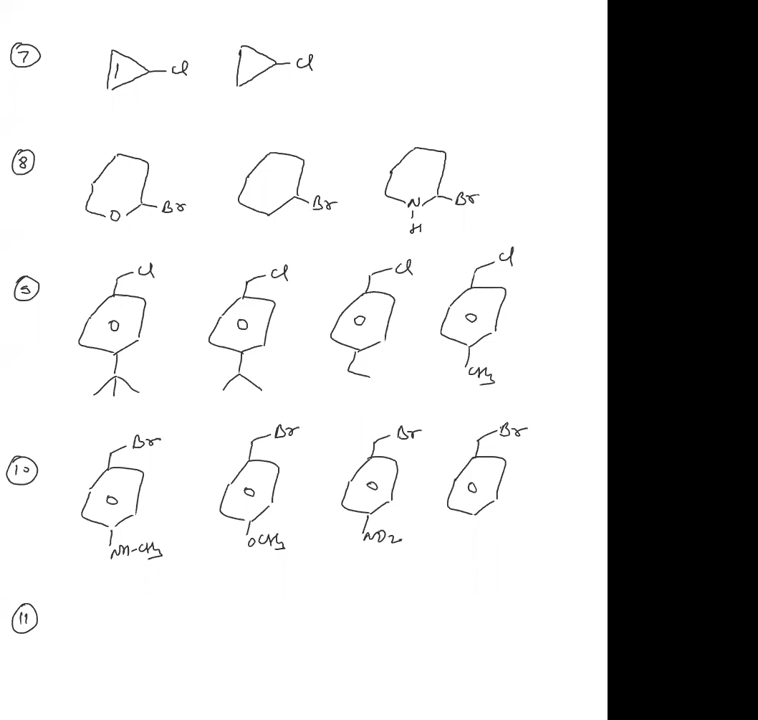 7 Cl Cl
8 O Br Br N H Br
9 Cl Cl Cl Cl
CH3
10 Br Br Br Br
NH-CH3 OCH3 NO2
11